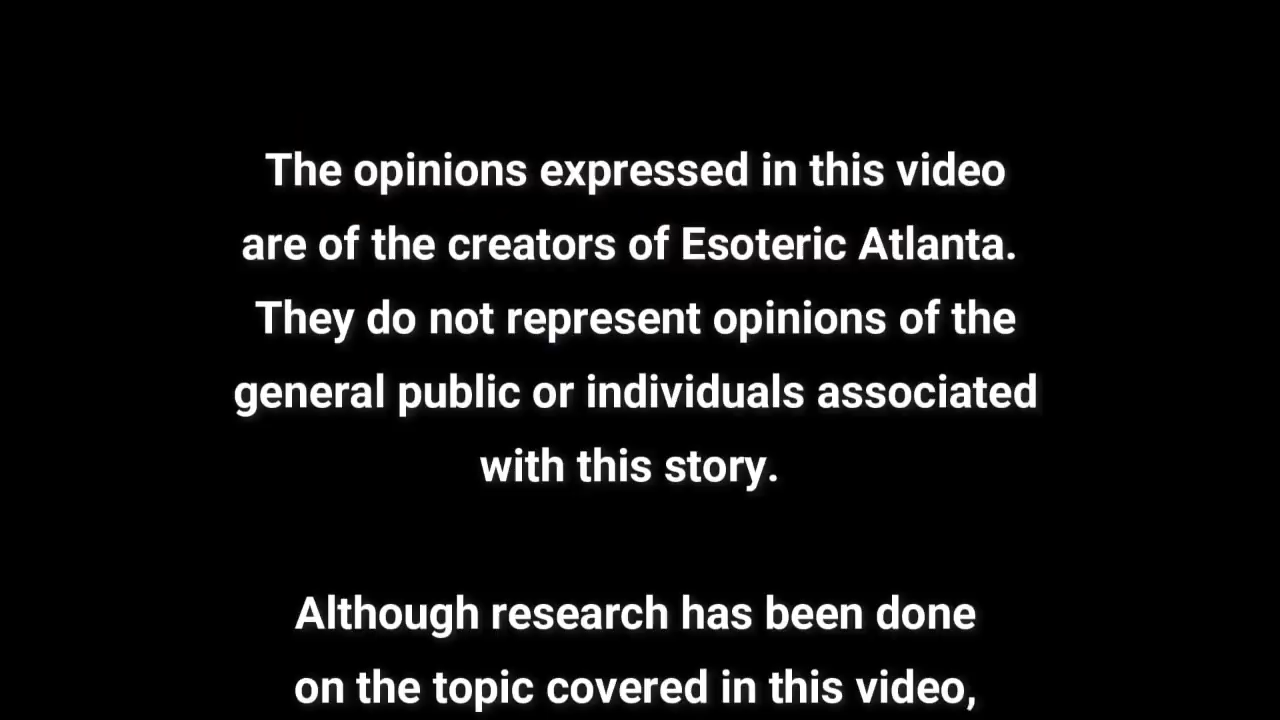 The opinions expressed in this video
are of the creators of Esoteric Atlanta.
They do not represent opinions of the
general public or individuals associated
with this story.
Although research has been done
on the topic covered in this video,